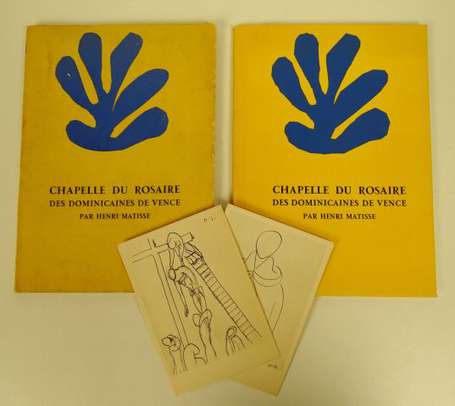 CHAPELLE DU ROSAIRE
DES DOMINICAINES DE VENCE
PAR HENRI MATISSE
CHAPELLE DU ROSAIRE
DES DOMINICAINES DE VENCE
PAR HENRI MATISSE